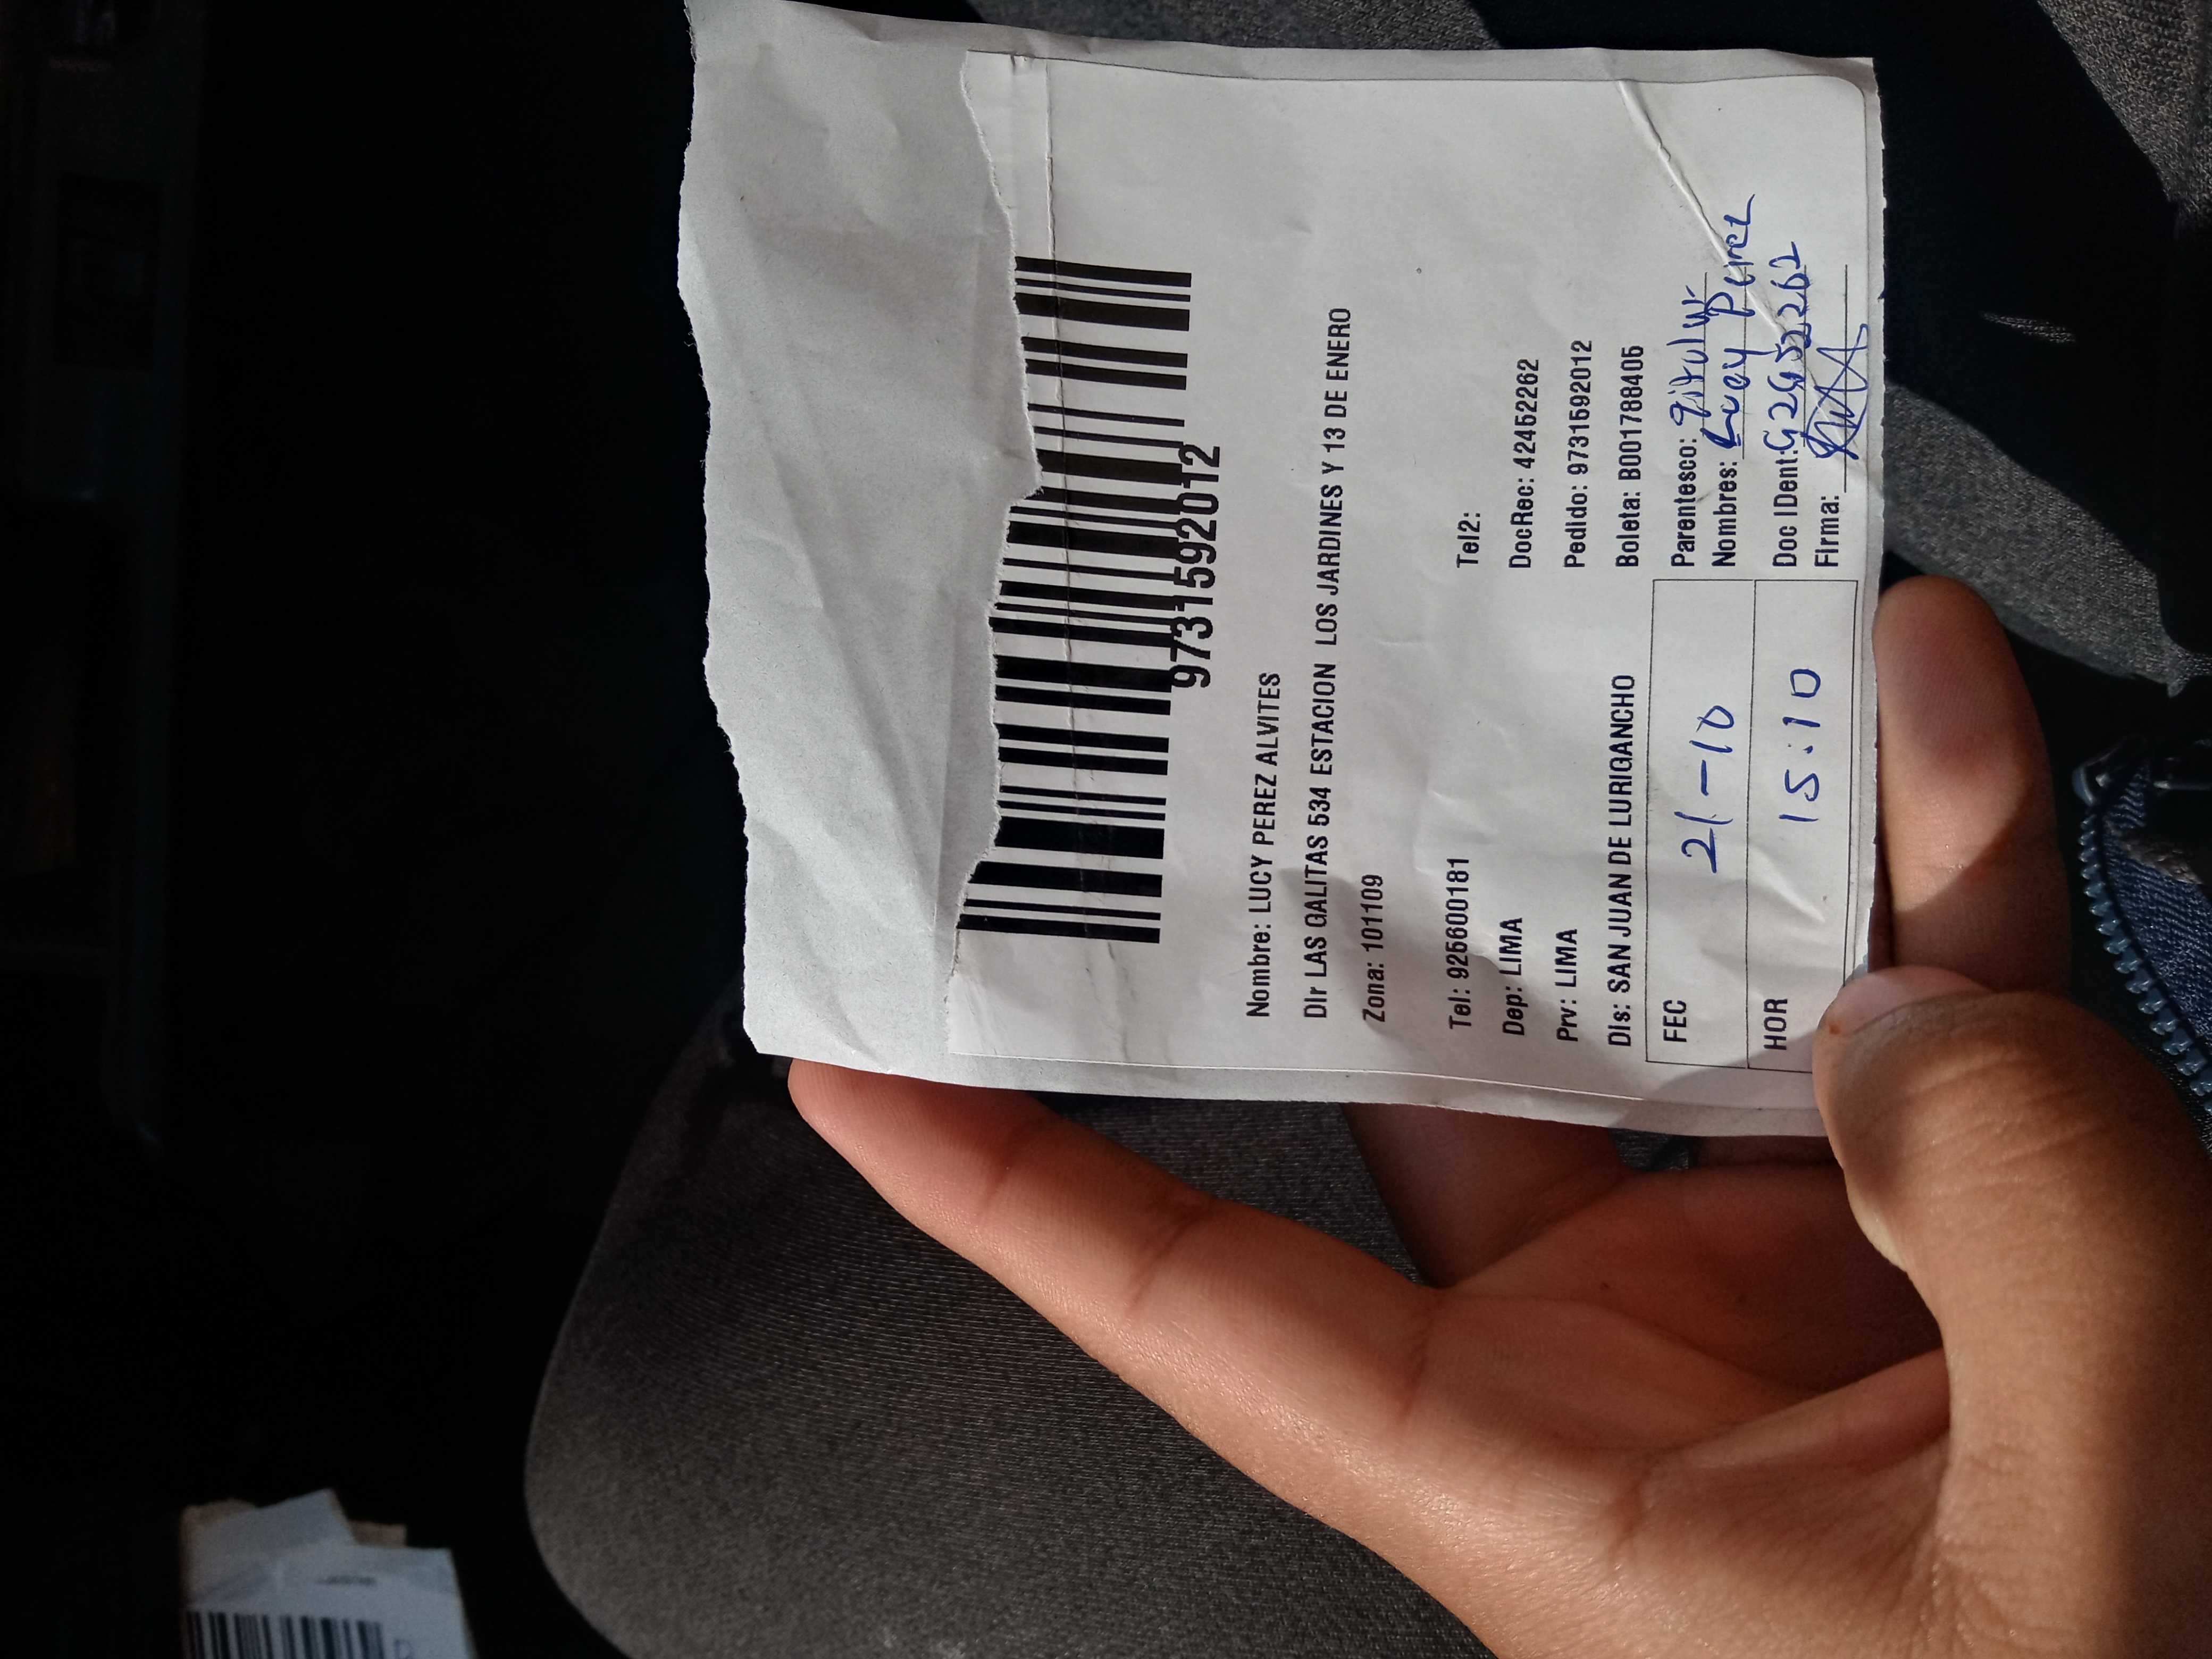 9731592012
Nombre: LUCY PEREZ ALVITES
Dir LAS GALITAS 534 ESTACION LOS JARDINES Y 13 DE ENERO
Zona: 101109
Tel: 925600181 Tel2:
Dep: LIMA DocRec: 42452262
Prv: LIMA Pedido: 9731592012
Dis: SAN JUAN DE LURIGANCHO Boleta: B001788405
FEC 21-10 Parentesco: titular
Nombres: Lucy Perez
HOR 15:10 Doc IDent: 42452262
Firma: